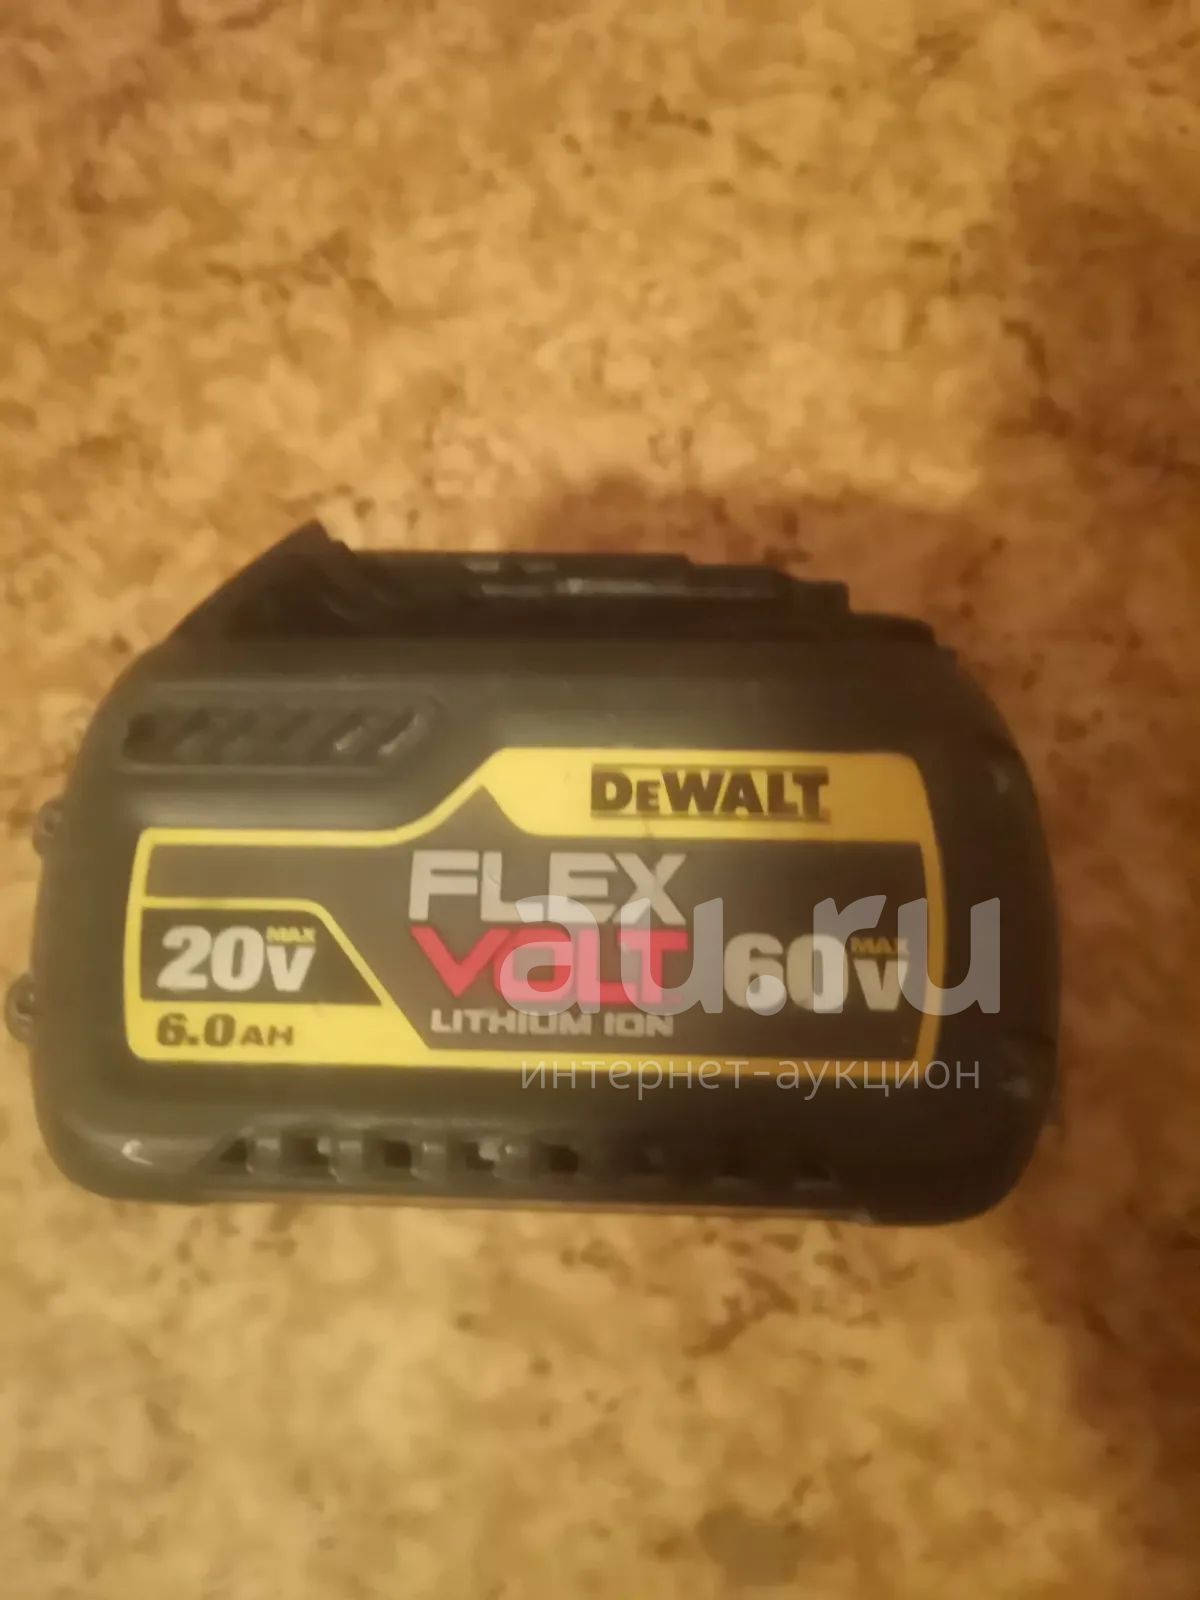 DEWALT
FLEX
VOLT
LITHIUM ION
20V MAX
6.0AH
60V MAX
au.ru
интернет-аукцион